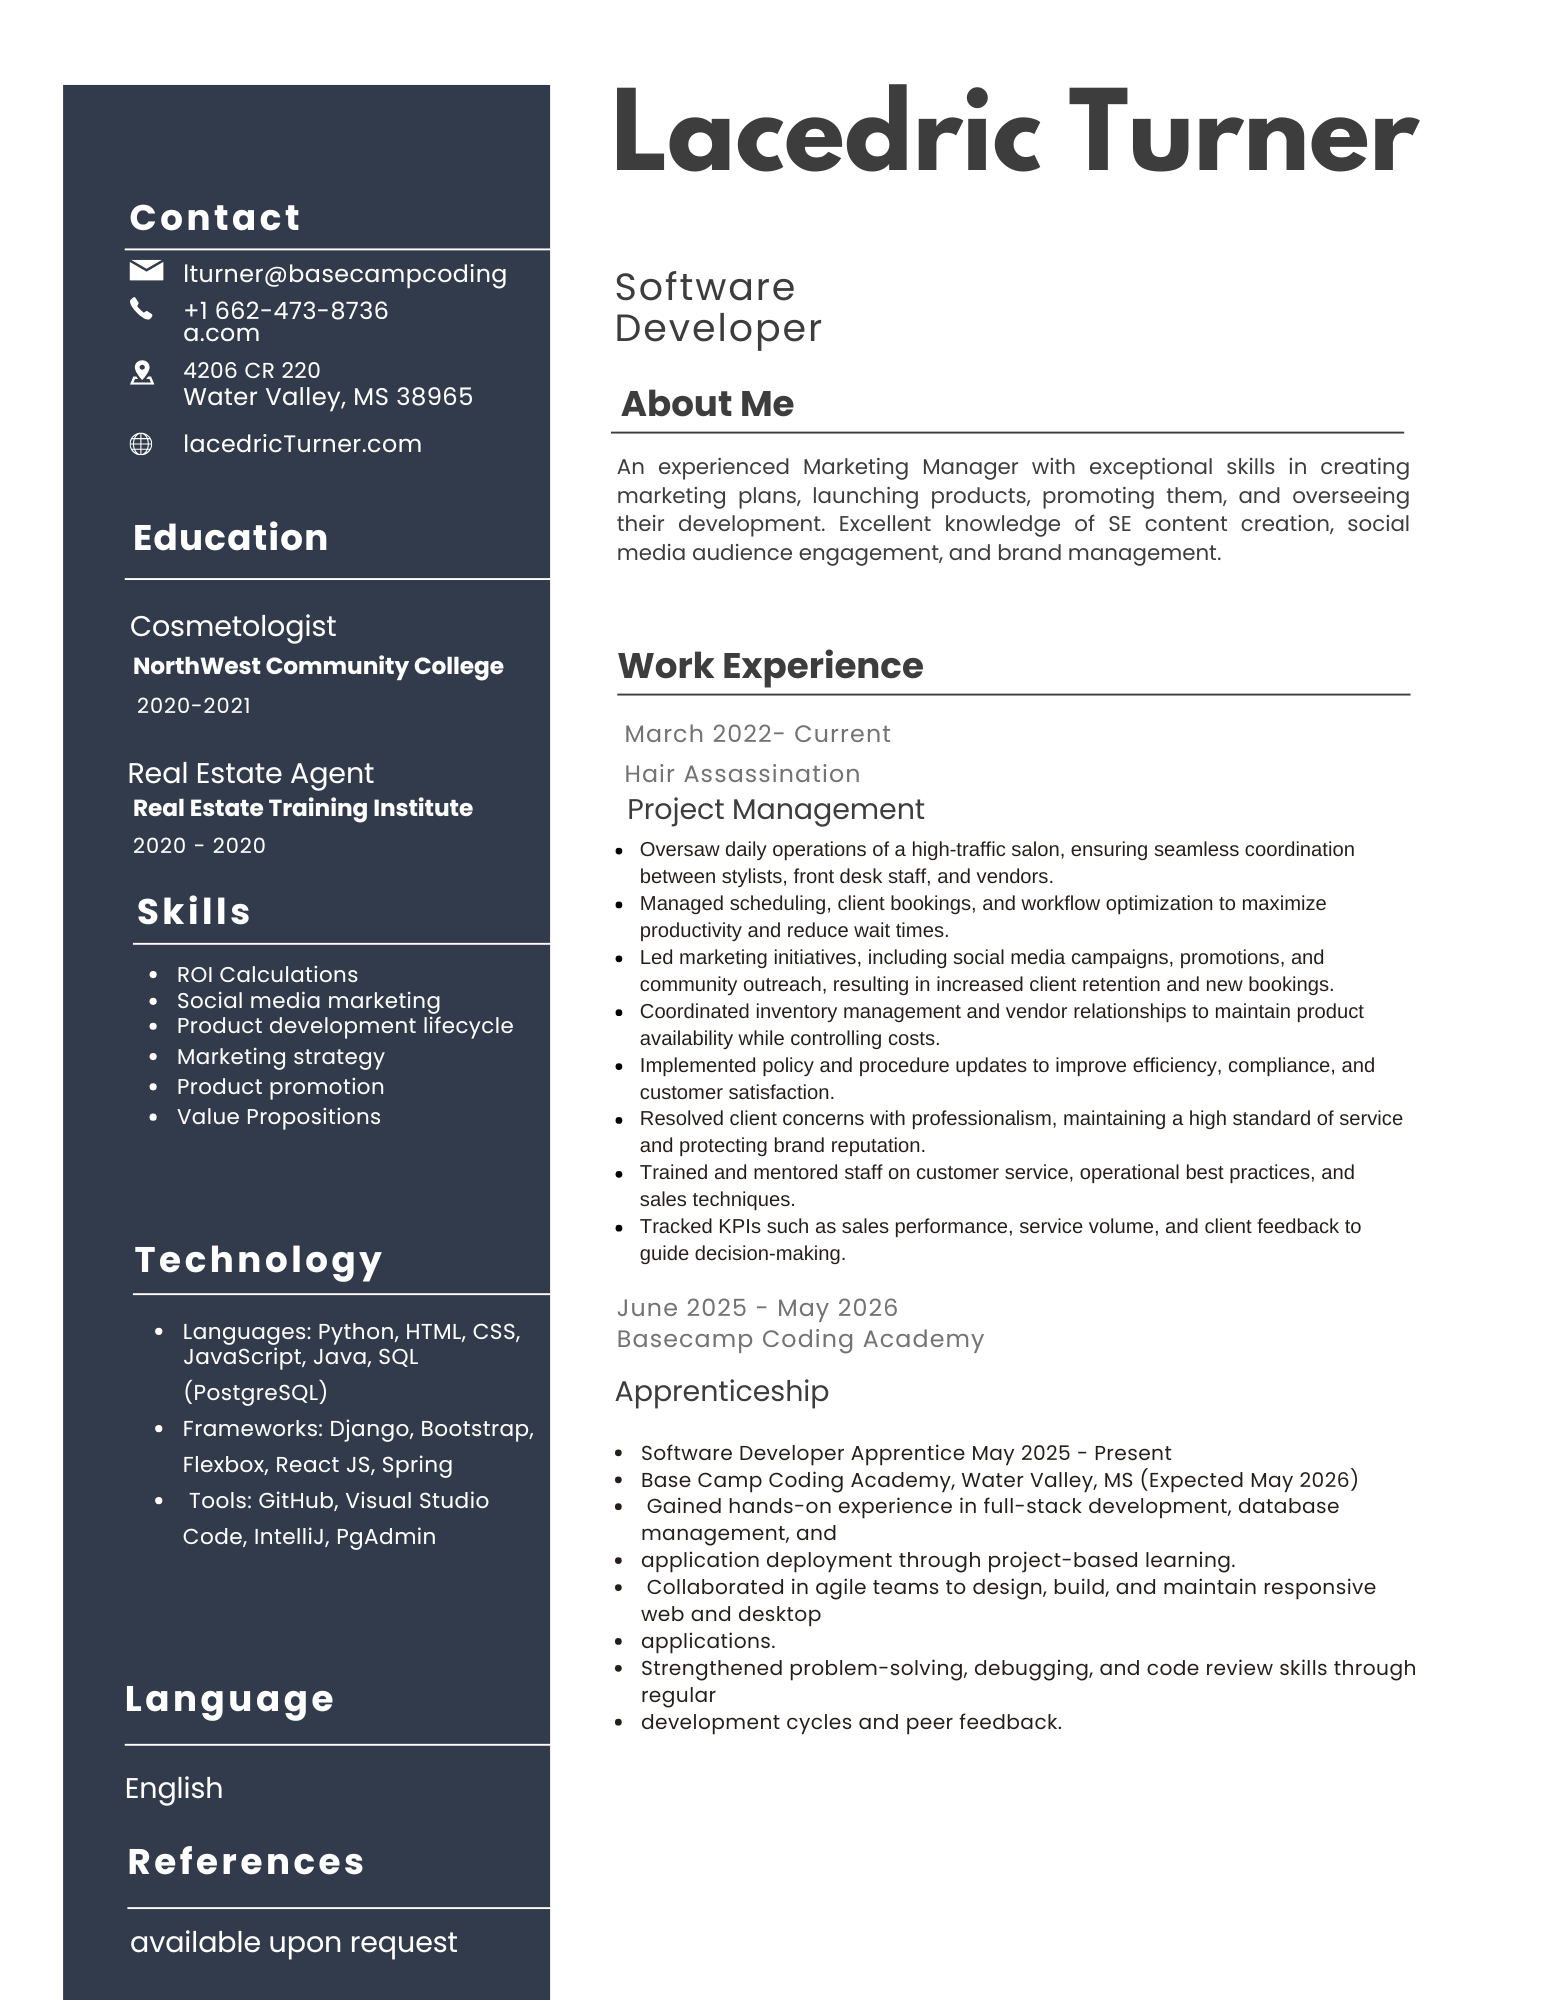 Lacedric Turner
Software
Developer
Contact
lturner@basecampcoding
+1 662-473-8736
a.com
4206 CR 220
Water Valley, MS 38965
lacedricTurner.com
Education
Cosmetologist
NorthWest Community College
2020-2021
Real Estate Agent
Real Estate Training Institute
2020 - 2020
Skills
• ROI Calculations
• Social media marketing
• Product development lifecycle
• Marketing strategy
• Product promotion
• Value Propositions
Technology
• Languages: Python, HTML, CSS,
JavaScript, Java, SQL
(PostgreSQL)
• Frameworks: Django, Bootstrap,
Flexbox, React JS, Spring
• Tools: GitHub, Visual Studio
Code, IntelliJ, PgAdmin
Language
English
References
available upon request
About Me
An experienced Marketing Manager with exceptional skills in creating
marketing plans, launching products, promoting them, and overseeing
their development. Excellent knowledge of SE content creation, social
media audience engagement, and brand management.
Work Experience
March 2022- Current
Hair Assassination
Project Management
• Oversaw daily operations of a high-traffic salon, ensuring seamless coordination
between stylists, front desk staff, and vendors.
• Managed scheduling, client bookings, and workflow optimization to maximize
productivity and reduce wait times.
• Led marketing initiatives, including social media campaigns, promotions, and
community outreach, resulting in increased client retention and new bookings.
• Coordinated inventory management and vendor relationships to maintain product
availability while controlling costs.
• Implemented policy and procedure updates to improve efficiency, compliance, and
customer satisfaction.
• Resolved client concerns with professionalism, maintaining a high standard of service
and protecting brand reputation.
• Trained and mentored staff on customer service, operational best practices, and
sales techniques.
• Tracked KPIs such as sales performance, service volume, and client feedback to
guide decision-making.
June 2025 - May 2026
Basecamp Coding Academy
Apprenticeship
• Software Developer Apprentice May 2025 - Present
• Base Camp Coding Academy, Water Valley, MS (Expected May 2026)
• Gained hands-on experience in full-stack development, database
management, and
• application deployment through project-based learning.
• Collaborated in agile teams to design, build, and maintain responsive
web and desktop
• applications.
• Strengthened problem-solving, debugging, and code review skills through
regular
• development cycles and peer feedback.